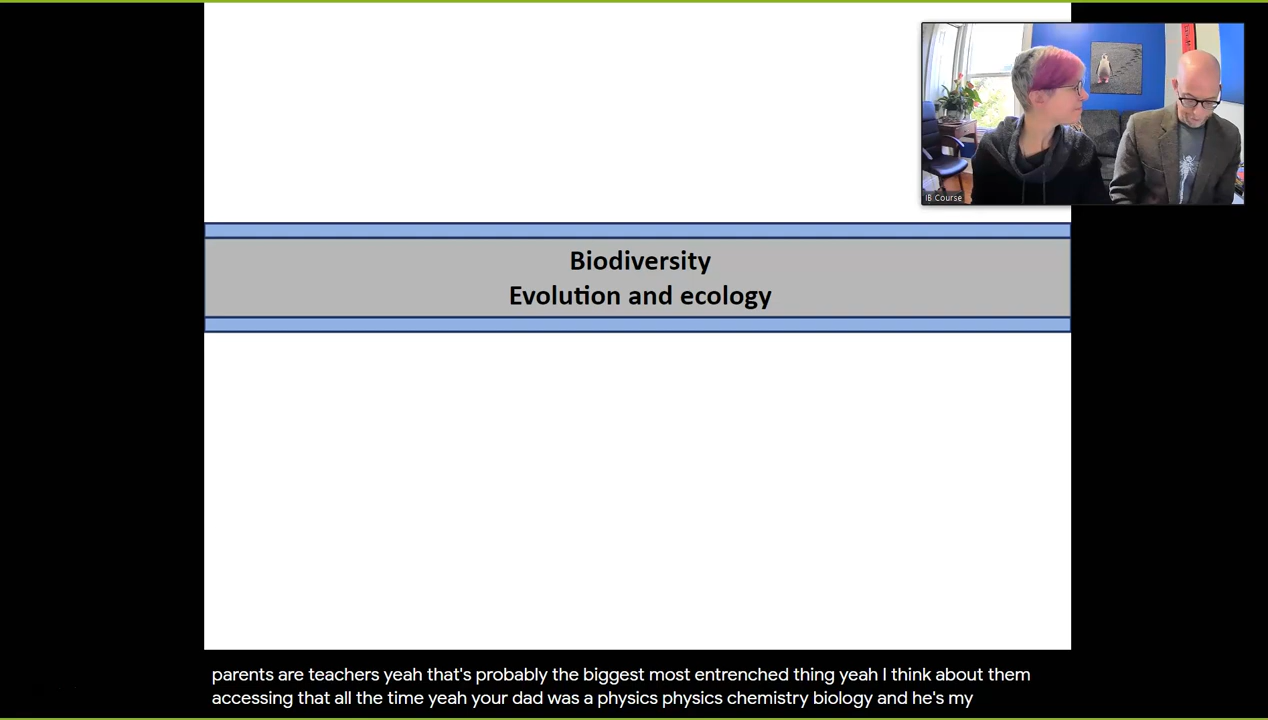 IB Course
Biodiversity
Evolution and ecology
parents are teachers yeah that's probably the biggest most entrenched thing yeah I think about them
accessing that all the time yeah your dad was a physics physics chemistry biology and he's my